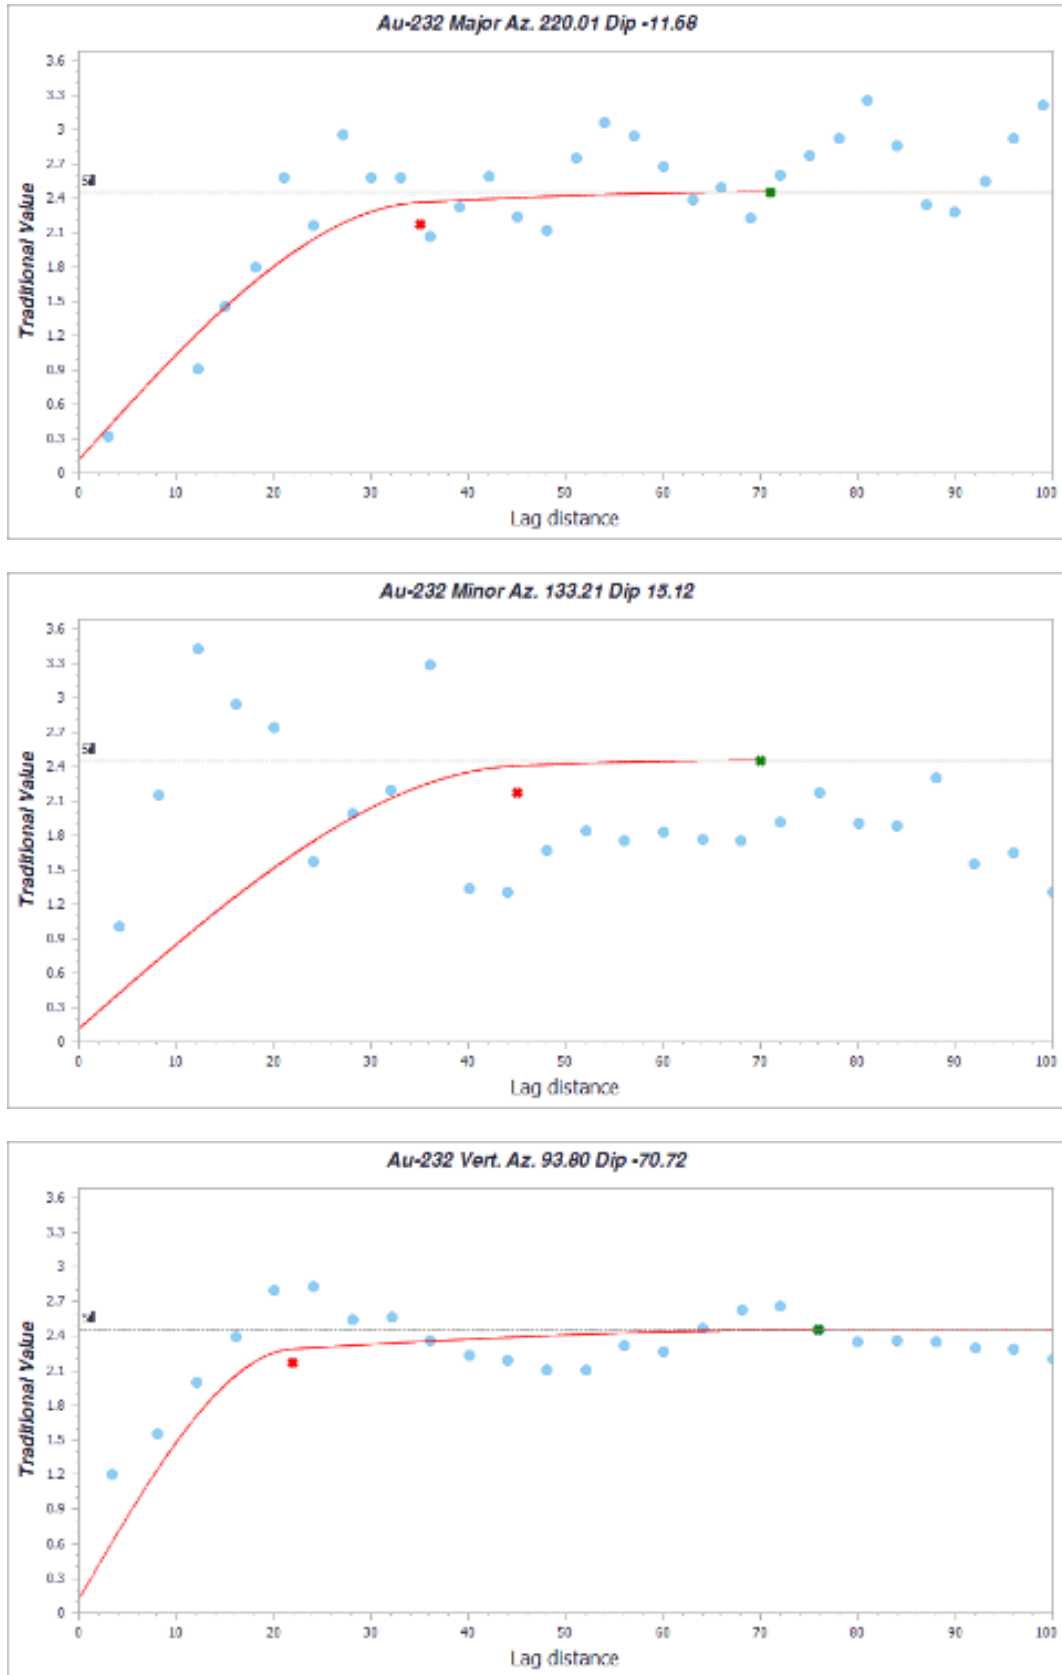 Au-232 Major Az. 220.01 Dip -11.68
3.6
3.3
3
2.7
Sill
2.4
2.1
1.8
1.5
1.2
0.9
0.6
0.3
0
Traditional Value
0 10 20 30 40 50 60 70 80 90 100
Lag distance
Au-232 Minor Az. 133.21 Dip 15.12
3.6
3.3
3
2.7
Sill
2.4
2.1
1.8
1.5
1.2
0.9
0.6
0.3
0
Traditional Value
0 10 20 30 40 50 60 70 80 90 100
Lag distance
Au-232 Vert. Az. 93.80 Dip -70.72
3.6
3.3
3
2.7
Sill
2.4
2.1
1.8
1.5
1.2
0.9
0.6
0.3
0
Traditional Value
0 10 20 30 40 50 60 70 80 90 100
Lag distance